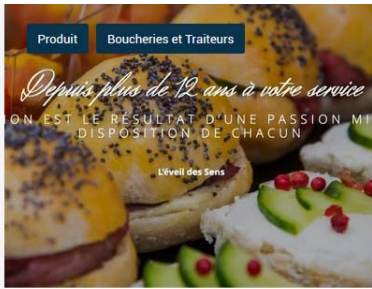 Produit
Boucheries et Traiteurs
Depuis plus de 12 ans à votre service
ION EST LE RÉSULTAT D'UNE PASSION MI
DISPOSITION DE CHACUN
L'éveil des Sens